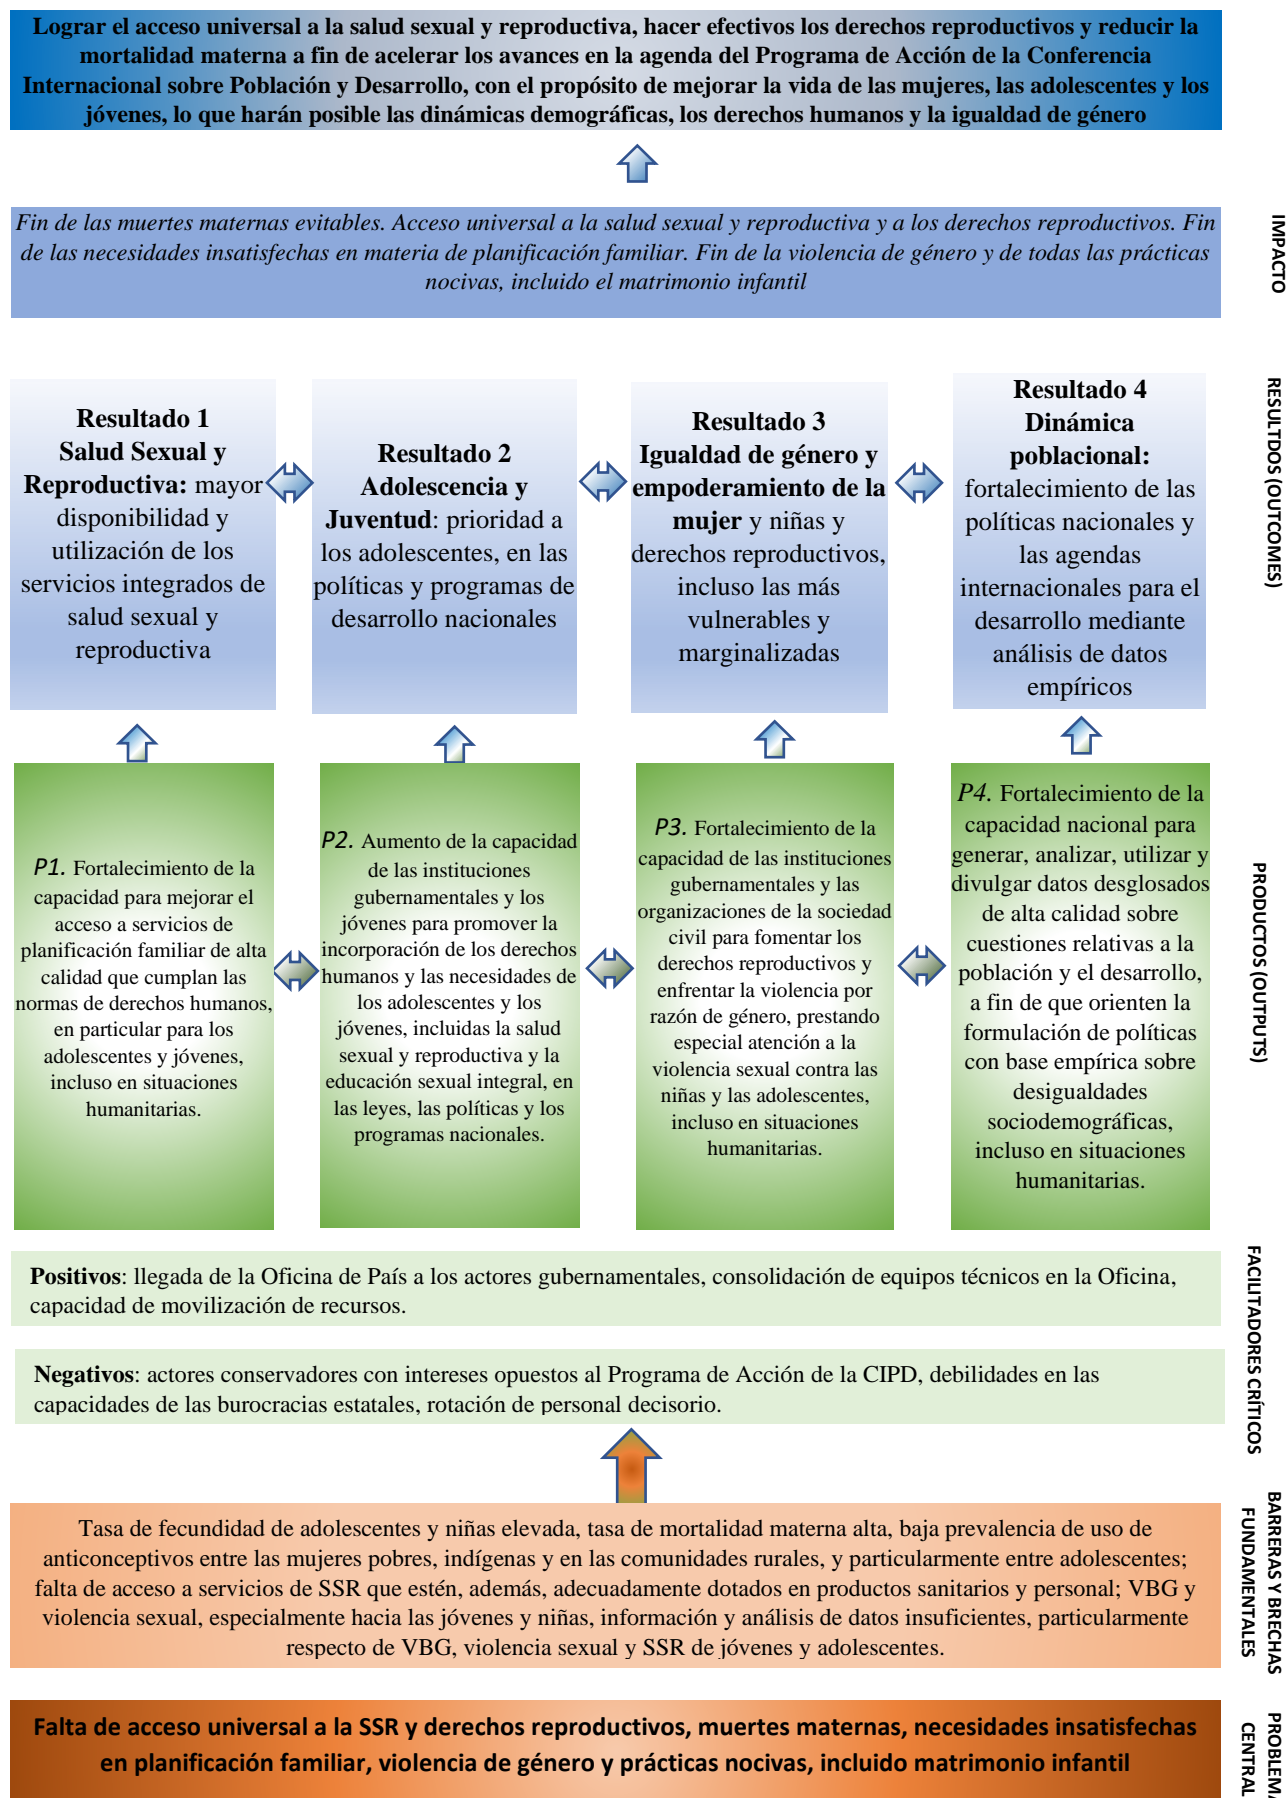 Lograr el acceso universal a la salud sexual y reproductiva, hacer efectivos los derechos reproductivos y reducir la
mortalidad materna a fin de acelerar los avances en la agenda del Programa de Acción de la Conferencia
Internacional sobre Población y Desarrollo, con el propósito de mejorar la vida de las mujeres, las adolescentes y los
jóvenes, lo que harán posible las dinámicas demográficas, los derechos humanos y la igualdad de género
IMPACTO
Fin de las muertes maternas evitables. Acceso universal a la salud sexual y reproductiva y a los derechos reproductivos. Fin
de las necesidades insatisfechas en materia de planificación familiar. Fin de la violencia de género y de todas las prácticas
nocivas, incluido el matrimonio infantil
RESULTDOS (OUTCOMES)
Resultado 1
Salud Sexual y
Reproductiva: mayor
disponibilidad y
utilización de los
servicios integrados de
salud sexual y
reproductiva
Resultado 2
Adolescencia y
Juventud: prioridad a
los adolescentes, en las
políticas y programas de
desarrollo nacionales
Resultado 3
Igualdad de género y
empoderamiento de la
mujer y niñas y
derechos reproductivos,
incluso las más
vulnerables y
marginalizadas
Resultado 4
Dinámica
poblacional:
fortalecimiento de las
políticas nacionales y
las agendas
internacionales para el
desarrollo mediante
análisis de datos
empíricos
PRODUCTOS (OUTPUTS)
P1. Fortalecimiento de la
capacidad para mejorar el
acceso a servicios de
planificación familiar de alta
calidad que cumplan las
normas de derechos humanos,
en particular para los
adolescentes y jóvenes,
incluso en situaciones
humanitarias.
P2. Aumento de la capacidad
de las instituciones
gubernamentales y los
jóvenes para promover la
incorporación de los derechos
humanos y las necesidades de
los adolescentes y los
jóvenes, incluidas la salud
sexual y reproductiva y la
educación sexual integral, en
las leyes, las políticas y los
programas nacionales.
P3. Fortalecimiento de la
capacidad de las instituciones
gubernamentales y las
organizaciones de la sociedad
civil para fomentar los
derechos reproductivos y
enfrentar la violencia por
razón de género, prestando
especial atención a la
violencia sexual contra las
niñas y las adolescentes,
incluso en situaciones
humanitarias.
P4. Fortalecimiento de la
capacidad nacional para
generar, analizar, utilizar y
divulgar datos desglosados
de alta calidad sobre
cuestiones relativas a la
población y el desarrollo,
a fin de que orienten la
formulación de políticas
con base empírica sobre
desigualdades
sociodemográficas,
incluso en situaciones
humanitarias.
FACILITADORES CRÍTICOS
Positivos: llegada de la Oficina de País a los actores gubernamentales, consolidación de equipos técnicos en la Oficina,
capacidad de movilización de recursos.
Negativos: actores conservadores con intereses opuestos al Programa de Acción de la CIPD, debilidades en las
capacidades de las burocracias estatales, rotación de personal decisorio.
BARRERAS Y BRECHAS
FUNDAMENTALES
Tasa de fecundidad de adolescentes y niñas elevada, tasa de mortalidad materna alta, baja prevalencia de uso de
anticonceptivos entre las mujeres pobres, indígenas y en las comunidades rurales, y particularmente entre adolescentes;
falta de acceso a servicios de SSR que estén, además, adecuadamente dotados en productos sanitarios y personal; VBG y
violencia sexual, especialmente hacia las jóvenes y niñas, información y análisis de datos insuficientes, particularmente
respecto de VBG, violencia sexual y SSR de jóvenes y adolescentes.
PROBLEMA
CENTRAL
Falta de acceso universal a la SSR y derechos reproductivos, muertes maternas, necesidades insatisfechas
en planificación familiar, violencia de género y prácticas nocivas, incluido matrimonio infantil